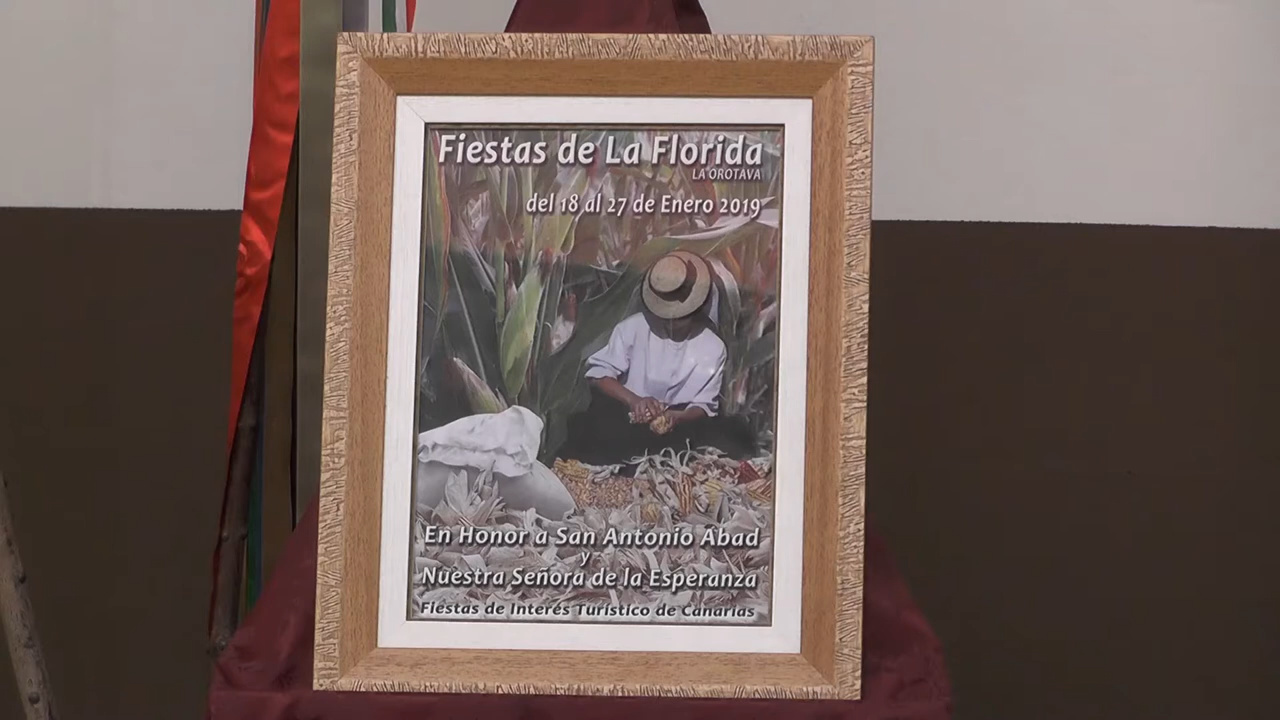 Fiestas de La Florida
LA OROTAVA
del 18 al 27 de Enero 2019
En Honor a San Antonio Abad
y
Nuestra Señora de la Esperanza
Fiestas de Interés Turístico de Canarias